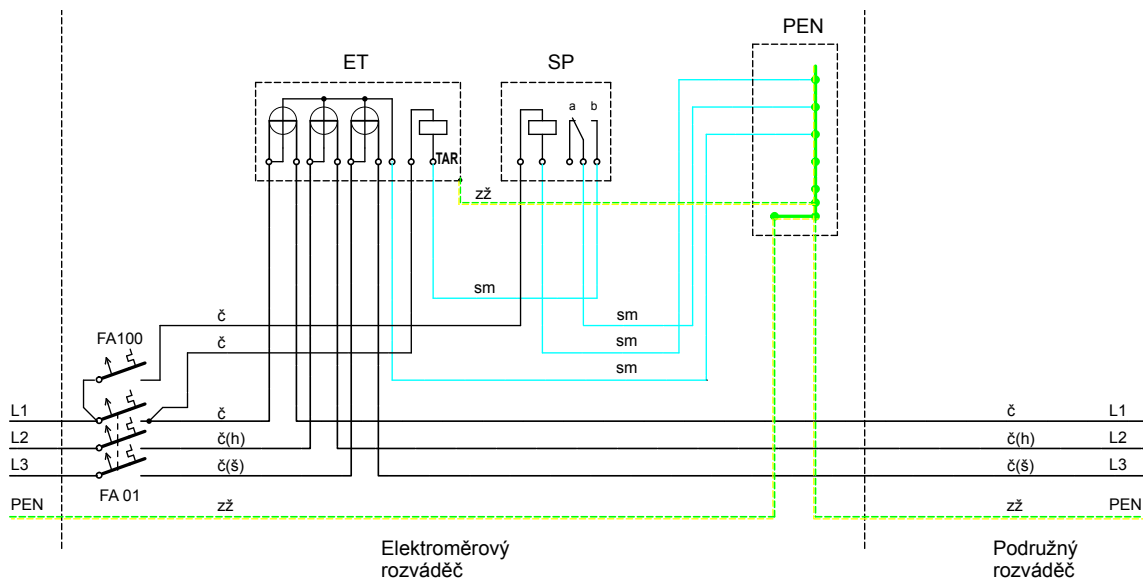 PEN
ET
SP
a
b
TAR
zž
sm
č
sm
FA100
č
sm
sm
L1
č
č
L1
L2
č(h)
č(h)
L2
L3
č(š)
č(š)
L3
FA 01
PEN
zž
zž
PEN
Elektroměrový
rozváděč
Podružný
rozváděč